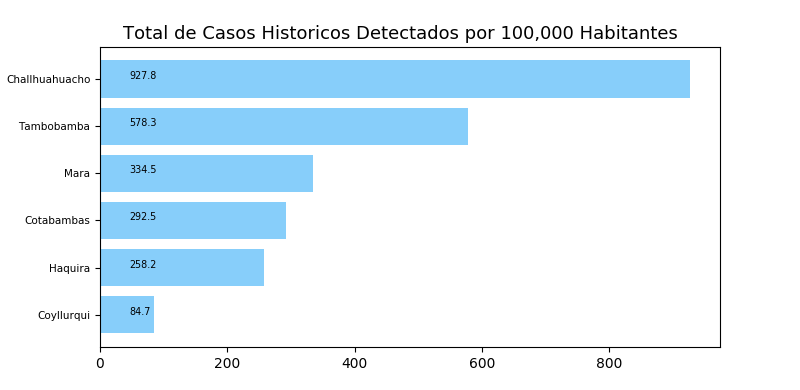 Total de Casos Historicos Detectados por 100,000 Habitantes
Challhuahuacho 927.8
Tambobamba 578.3
Mara 334.5
Cotabambas 292.5
Haquira 258.2
Coyllurqui 84.7
0 200 400 600 800